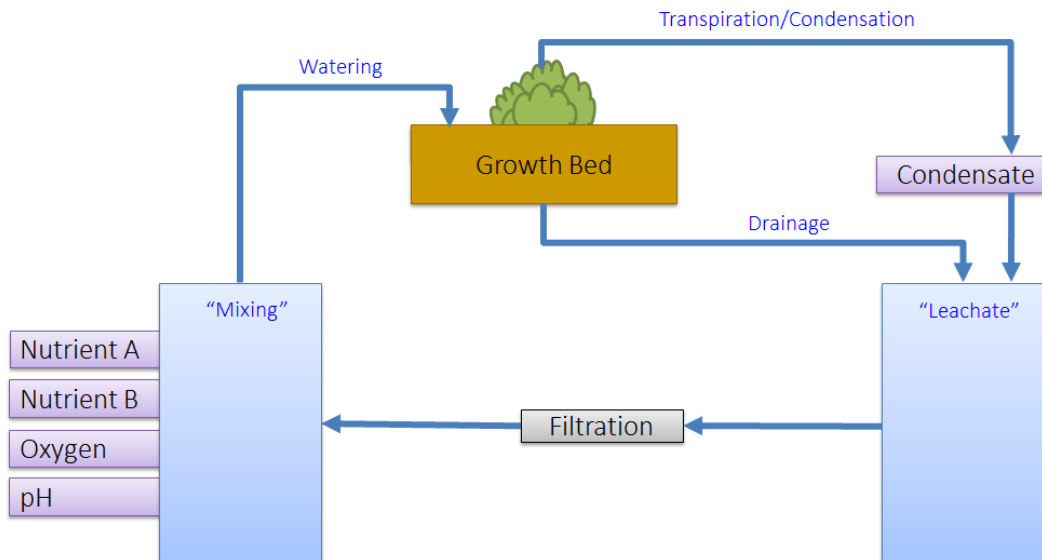 Transpiration/Condensation
Watering
Growth Bed
Condensate
Drainage
“Mixing”
“Leachate”
Nutrient A
Nutrient B
Filtration
Oxygen
pH